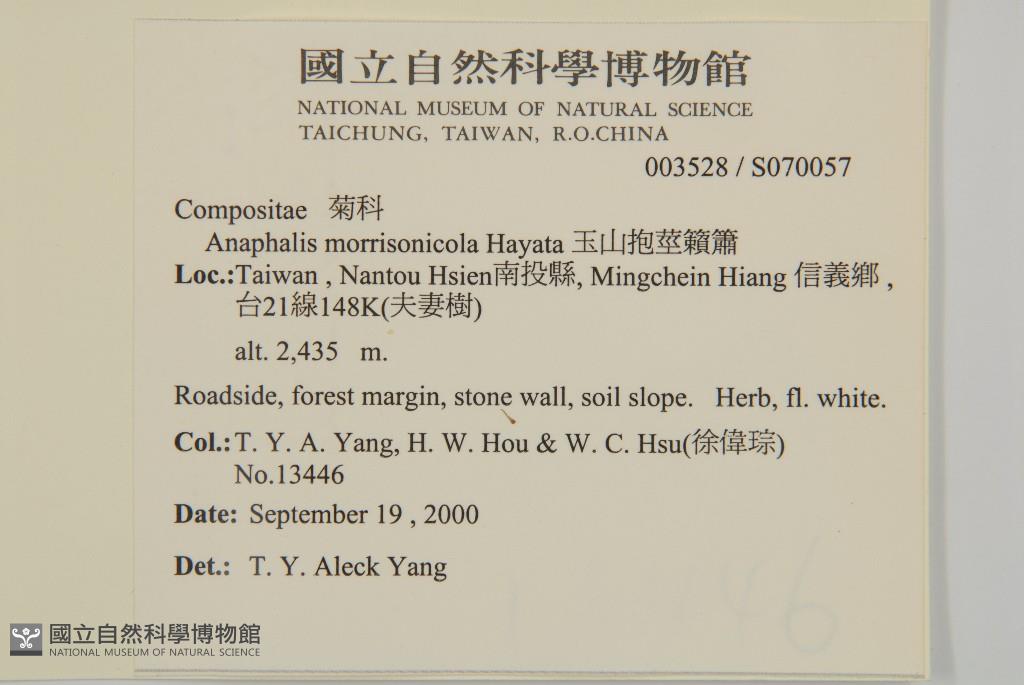 國立自然科學博物館
NATIONAL MUSEUM OF NATURAL SCIENCE
TAICHUNG, TAIWAN, R.O.CHINA
003528 / S070057
Compositae 菊科
Anaphalis morrisonicola Hayata 玉山抱莖籟簫
Loc.:Taiwan , Nantou Hsien南投縣, Mingchein Hiang 信義鄉 ,
台21線148K(夫妻樹)
alt. 2,435 m.
Roadside, forest margin, stone wall, soil slope. Herb, fl. white.
Col.: T. Y. A. Yang, H. W. Hou & W. C. Hsu(徐偉琮)
No.13446
Date: September 19 , 2000
Det.: T. Y. Aleck Yang
國立自然科學博物館
NATIONAL MUSEUM OF NATURAL SCIENCE